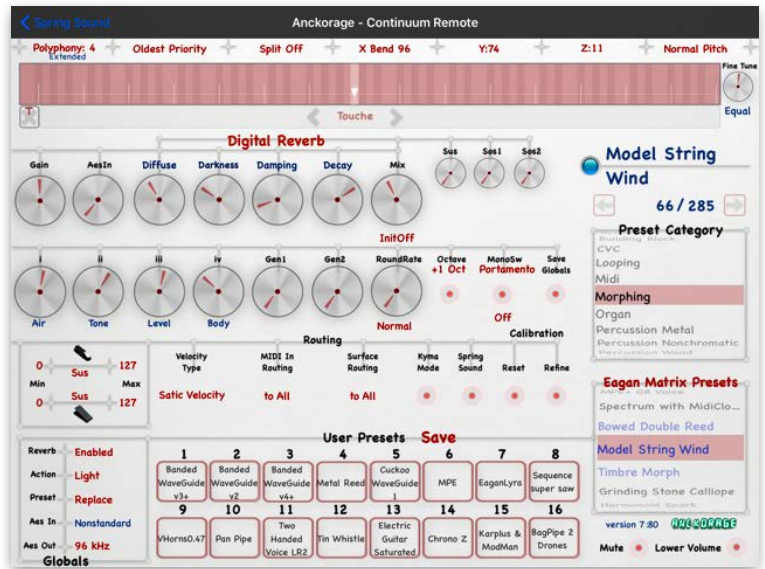 Spring Sound
Anckorage - Continuum Remote
Polyphony: 4
Extended
Oldest Priority
Split Off
X Bend 96
Y:74
Z:11
Normal Pitch
Fine Tune
Equal
T
Touche
Digital Reverb
Gain AesIn Diffuse Darkness Damping Decay Mix
Sus Sos1 Sos2
InitOff
Model String
Wind
66 / 285
Preset Category
Building Block
CVC
Looping
Midi
Morphing
Organ
Percussion Metal
Percussion Nonchromatic
Percussion Wood
i ii iii iv Gen1 Gen2 RoundRate
Octave MonoSw Save
+1 Oct Portamento Globals
Air Tone Level Body
Normal
Off
Routing
Calibration
Velocity
Type
MIDI In
Routing
Surface
Routing
Kyma
Mode
Spring
Sound
Reset
Refine
Satic Velocity
to All
to All
0 Sus 127
Min Max
0 Sus 127
Eagan Matrix Presets
Spectrum with MidiClo...
Bowed Double Reed
Model String Wind
Timbre Morph
Grinding Stone Calliope
User Presets Save
Reverb Enabled
Action Light
Preset Replace
Aes In Nonstandard
Aes Out 96 kHz
Globals
1 2 3 4 5 6 7 8
Banded
WaveGuide
v3+
Banded
WaveGuide
v2
Banded
WaveGuide
v4+
Metal Reed
Cuckoo
WaveGuide
1
MPE
EaganLyra
Sequence
super saw
9 10 11 12 13 14 15 16
VHorns0.47
Pan Pipe
Two
Handed
Voice LR2
Tin Whistle
Electric
Guitar
Saturated
Chrono Z
Karplus &
ModMan
BagPipe 2
Drones
version 7:80 ANCKORAGE
Mute Lower Volume